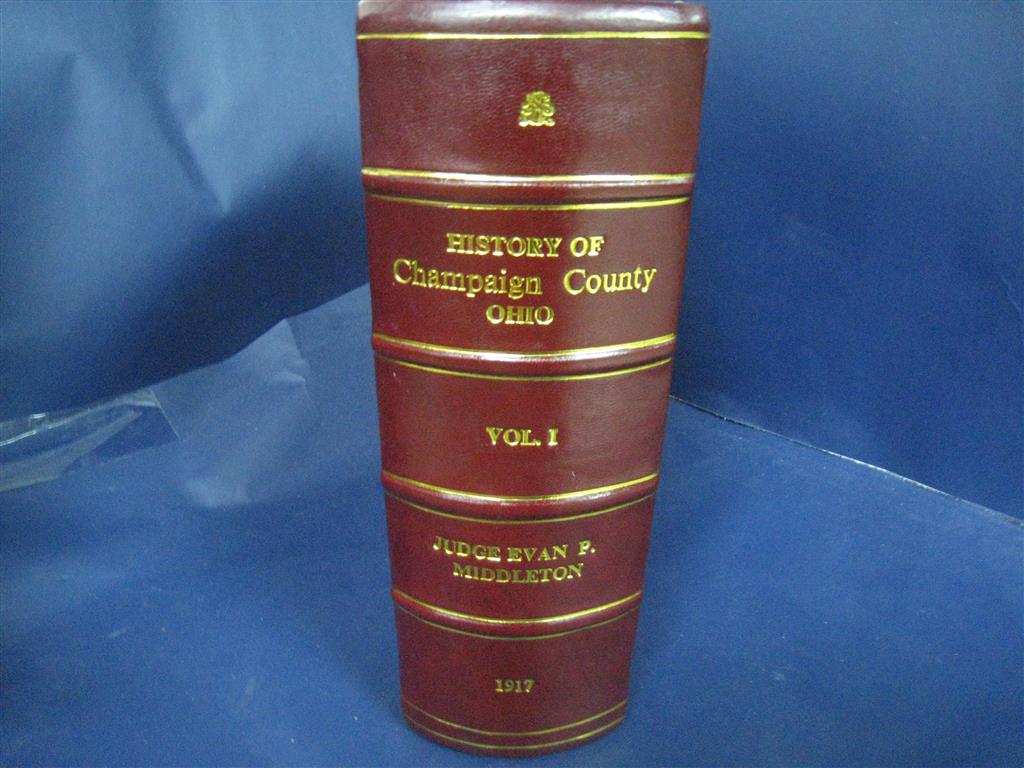 HISTORY OF
Champaign County
OHIO
VOL. I
JUDGE EVAN P.
MIDDLETON
1917